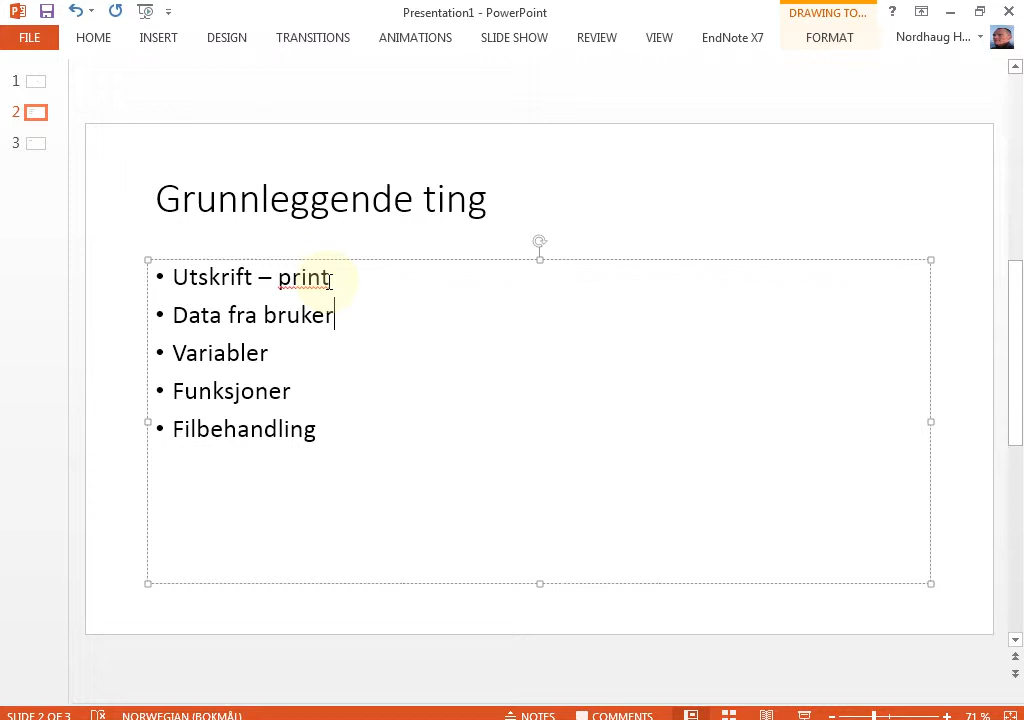 Presentation1 - PowerPoint
DRAWING TO...
?
FILE
HOME
INSERT
DESIGN
TRANSITIONS
ANIMATIONS
SLIDE SHOW
REVIEW
VIEW
EndNote X7
FORMAT
Nordhaug H...
1
2
3
Grunnleggende ting
• Utskrift – print
• Data fra bruker
• Variabler
• Funksjoner
• Filbehandling
SLIDE 2 OF 3
NORWEGIAN (BOKMÅL)
NOTES
COMMENTS
71 %